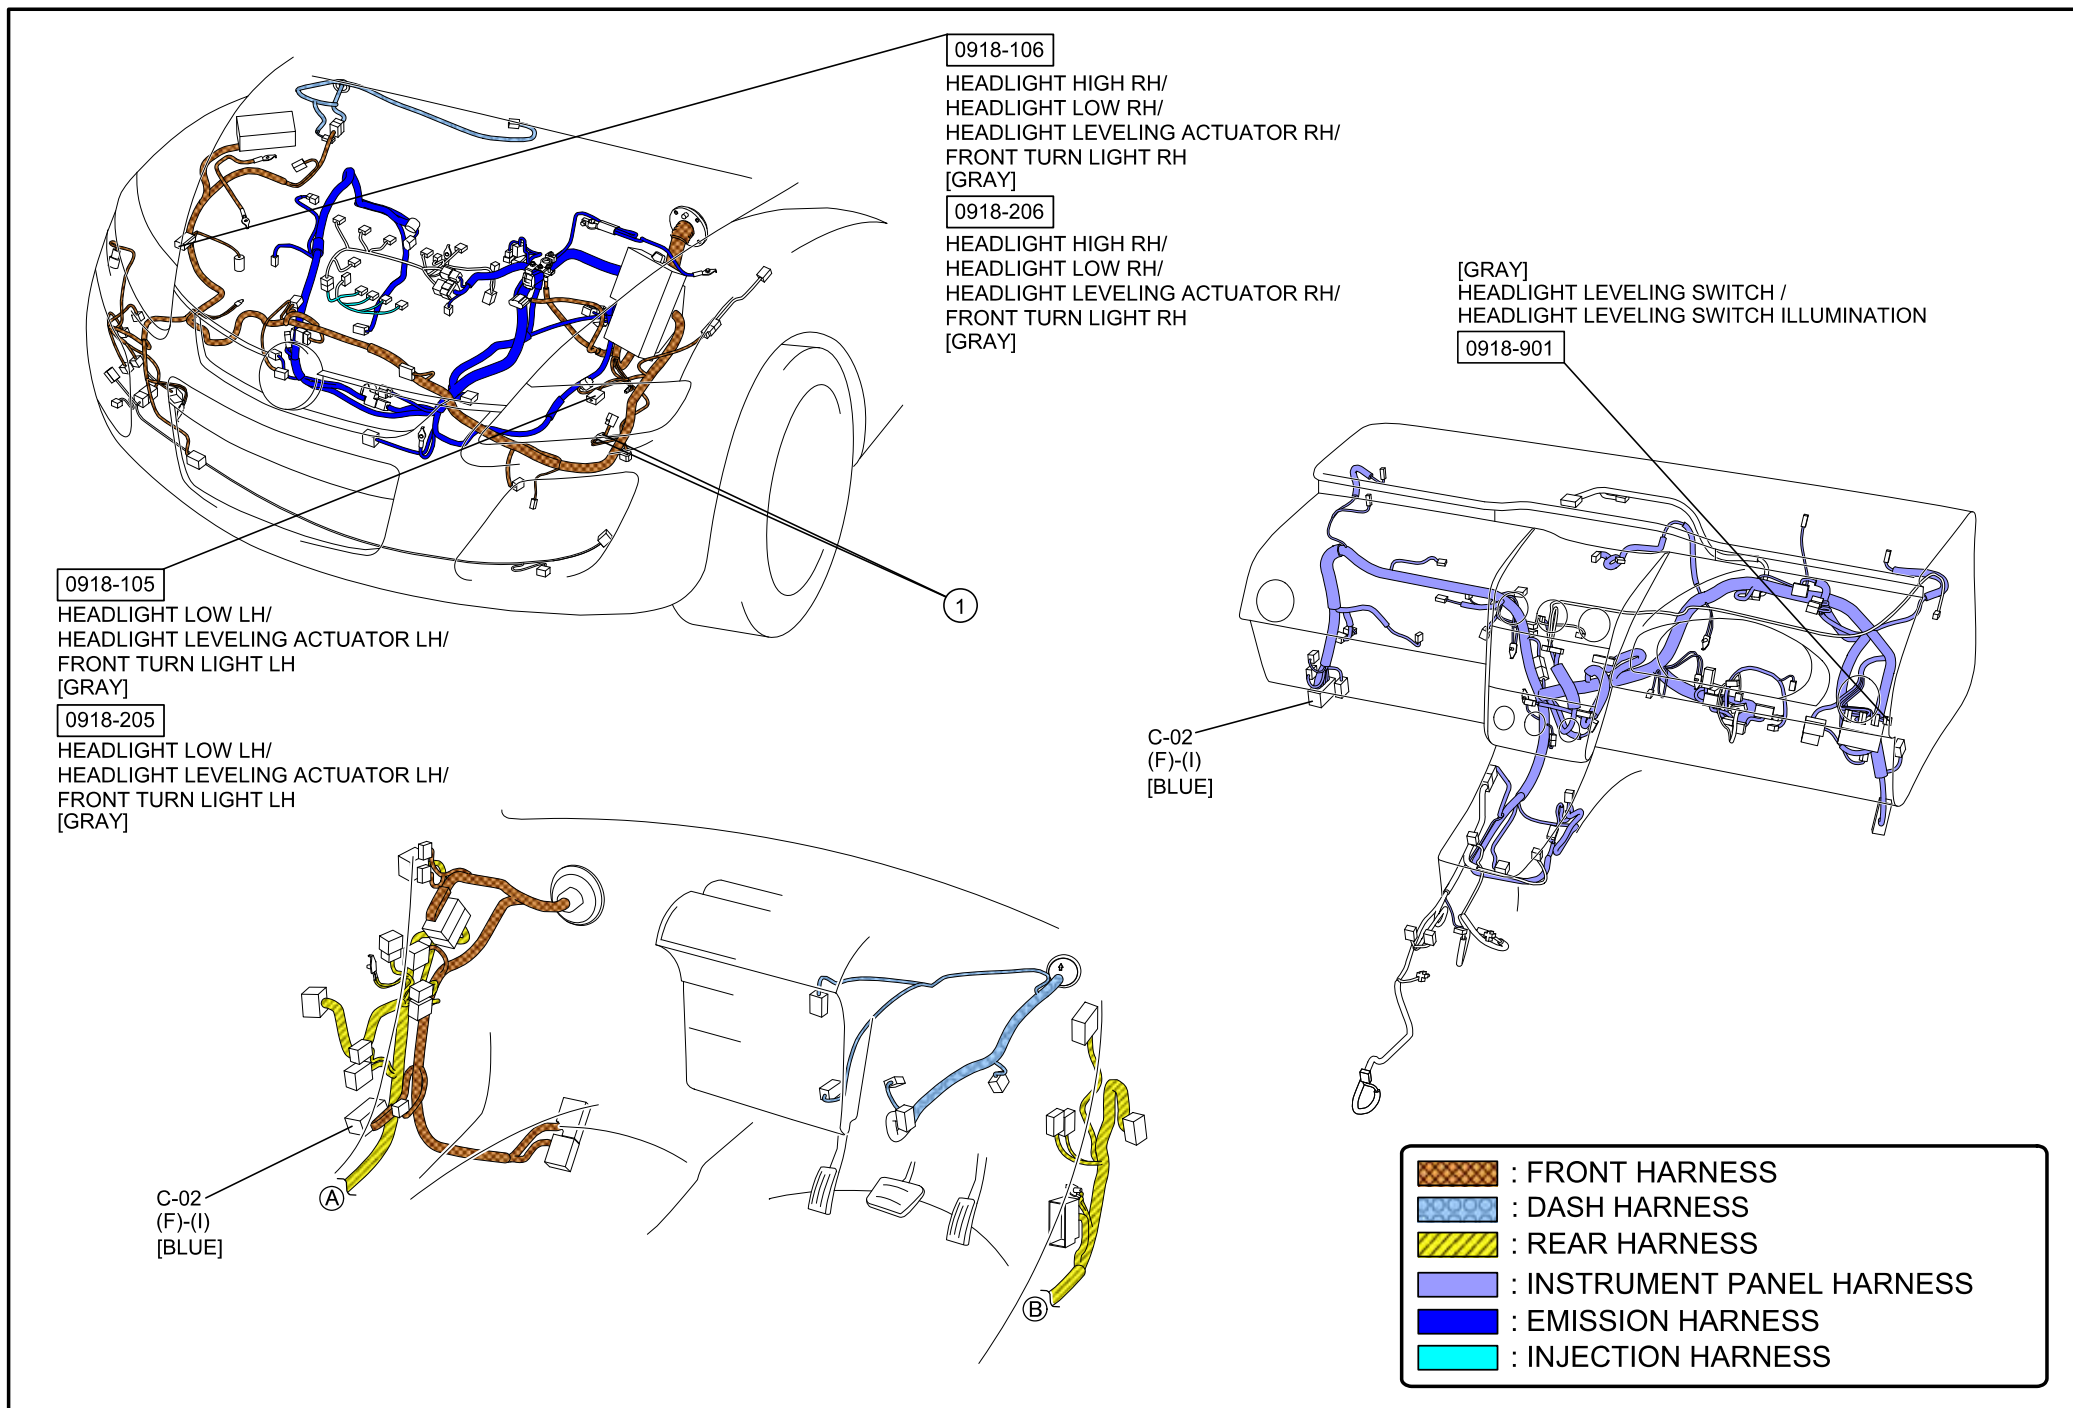 0918-106
HEADLIGHT HIGH RH/
HEADLIGHT LOW RH/
HEADLIGHT LEVELING ACTUATOR RH/
FRONT TURN LIGHT RH
[GRAY]
0918-206
HEADLIGHT HIGH RH/
HEADLIGHT LOW RH/
HEADLIGHT LEVELING ACTUATOR RH/
FRONT TURN LIGHT RH
[GRAY]
[GRAY]
HEADLIGHT LEVELING SWITCH /
HEADLIGHT LEVELING SWITCH ILLUMINATION
0918-901
0918-105
HEADLIGHT LOW LH/
HEADLIGHT LEVELING ACTUATOR LH/
FRONT TURN LIGHT LH
[GRAY]
0918-205
HEADLIGHT LOW LH/
HEADLIGHT LEVELING ACTUATOR LH/
FRONT TURN LIGHT LH
[GRAY]
1
C-02
(F)-(I)
[BLUE]
C-02
(F)-(I)
[BLUE]
A
B
: FRONT HARNESS
: DASH HARNESS
: REAR HARNESS
: INSTRUMENT PANEL HARNESS
: EMISSION HARNESS
: INJECTION HARNESS